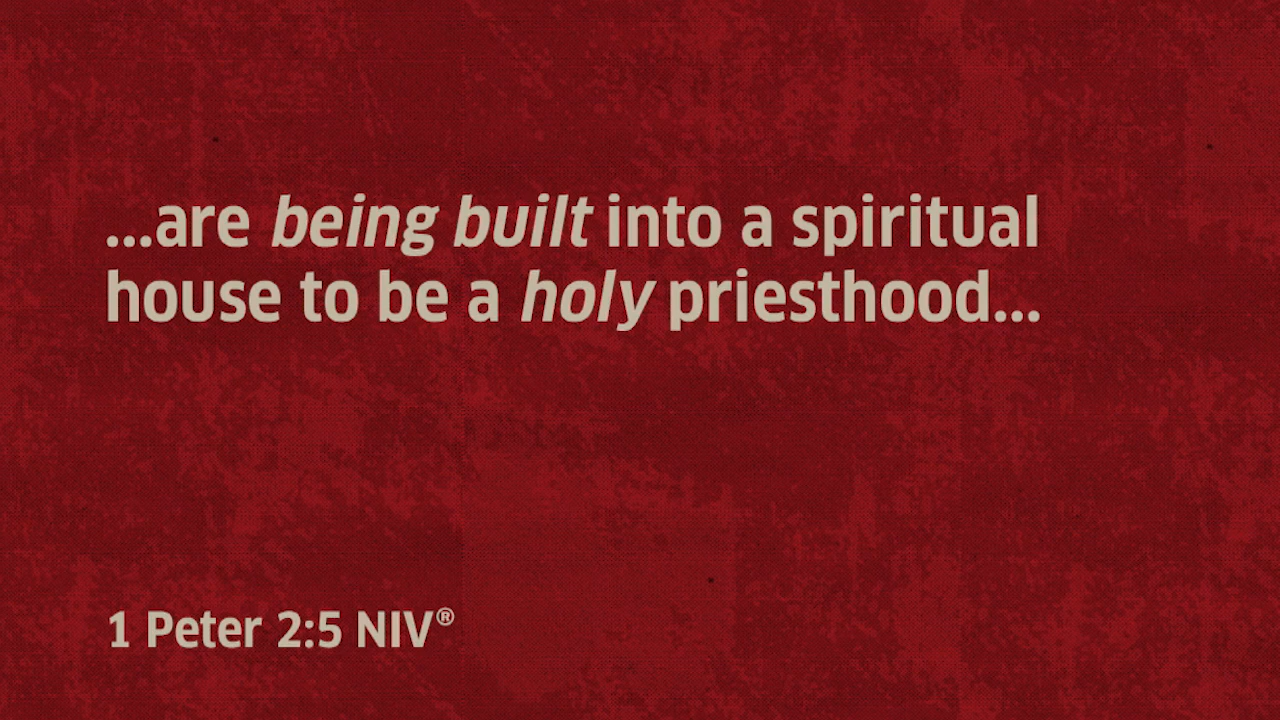 ...are being built into a spiritual
house to be a holy priesthood...
1 Peter 2:5 NIV®